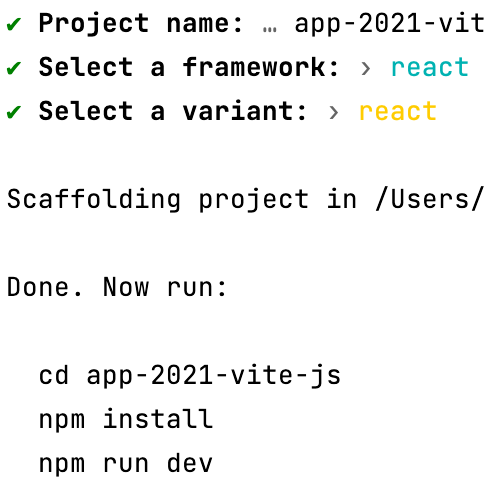 ✔ Project name: … app-2021-vit
✔ Select a framework: › react
✔ Select a variant: › react
Scaffolding project in /Users/
Done. Now run:
cd app-2021-vite-js
npm install
npm run dev